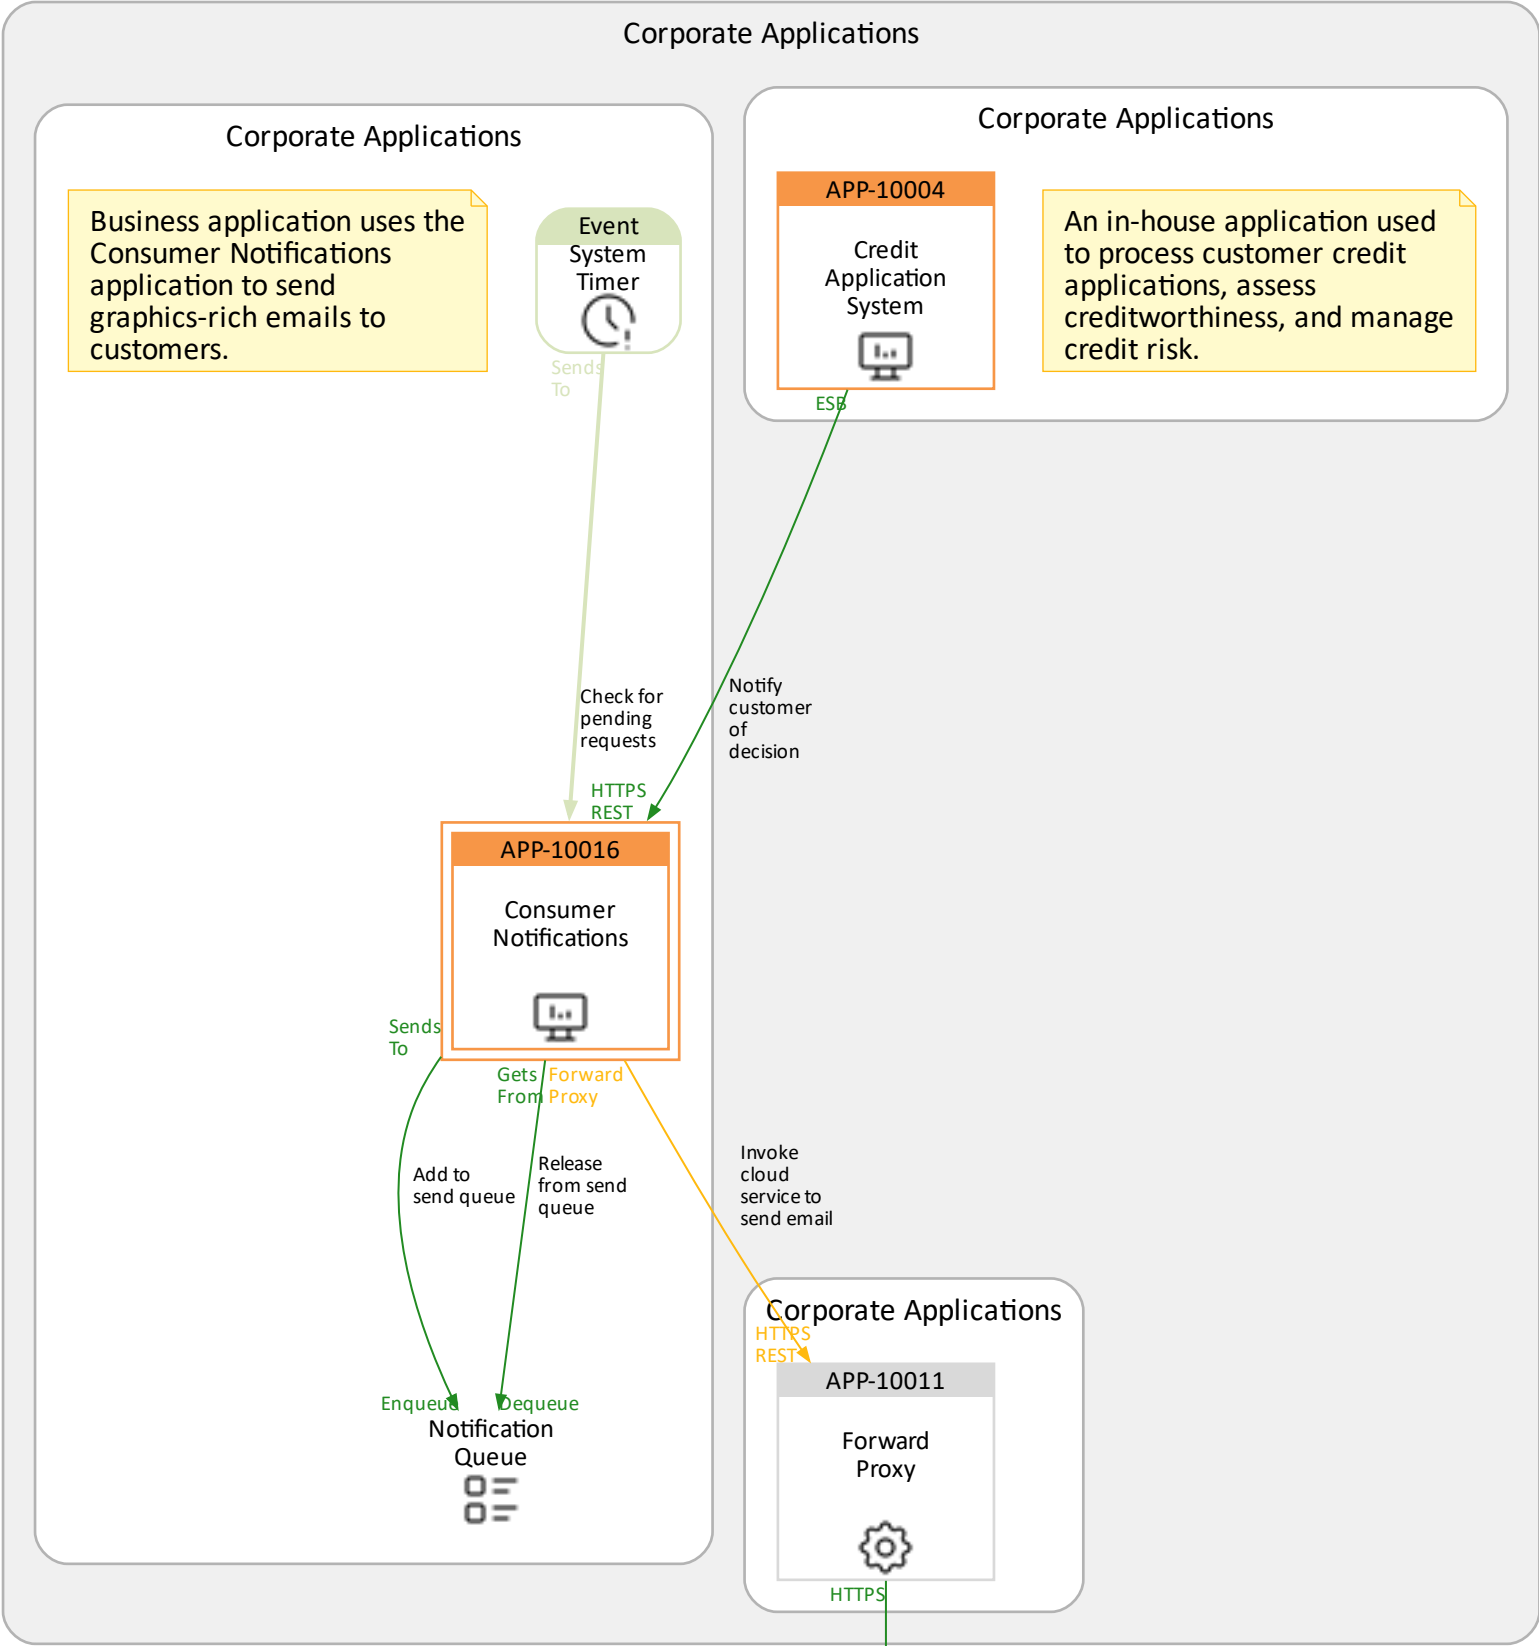 Corporate Applications
Corporate Applications
Business application uses the
Consumer Notifications
application to send
graphics-rich emails to
customers.
Event
System
Timer
Sends
To
Corporate Applications
APP-10004
Credit
Application
System
ESB
An in-house application used
to process customer credit
applications, assess
creditworthiness, and manage
credit risk.
Check for
pending
requests
Notify
customer
of
decision
HTTPS
REST
APP-10016
Consumer
Notifications
Sends
To
Gets
From
Forward
Proxy
Add to
send queue
Release
from send
queue
Invoke
cloud
service to
send email
Enqueue
Dequeue
Notification
Queue
Corporate Applications
HTTPS
REST
APP-10011
Forward
Proxy
HTTPS